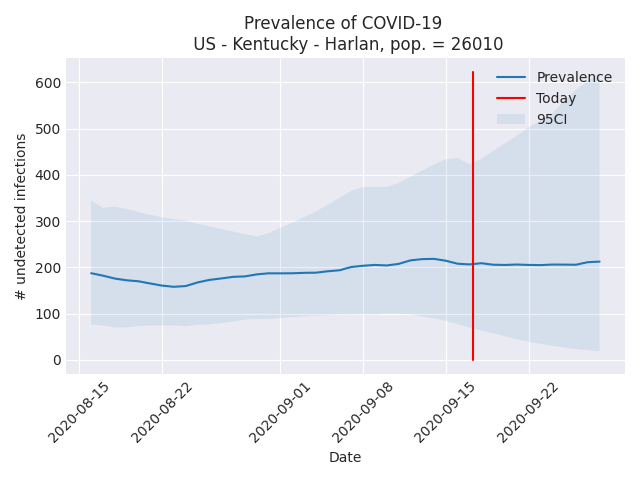 Prevalence of COVID-19
US - Kentucky - Harlan, pop. = 26010
Prevalence
Today
95CI
# undetected infections
600
500
400
300
200
100
0
2020-08-15
2020-08-22
2020-09-01
2020-09-08
2020-09-15
2020-09-22
Date